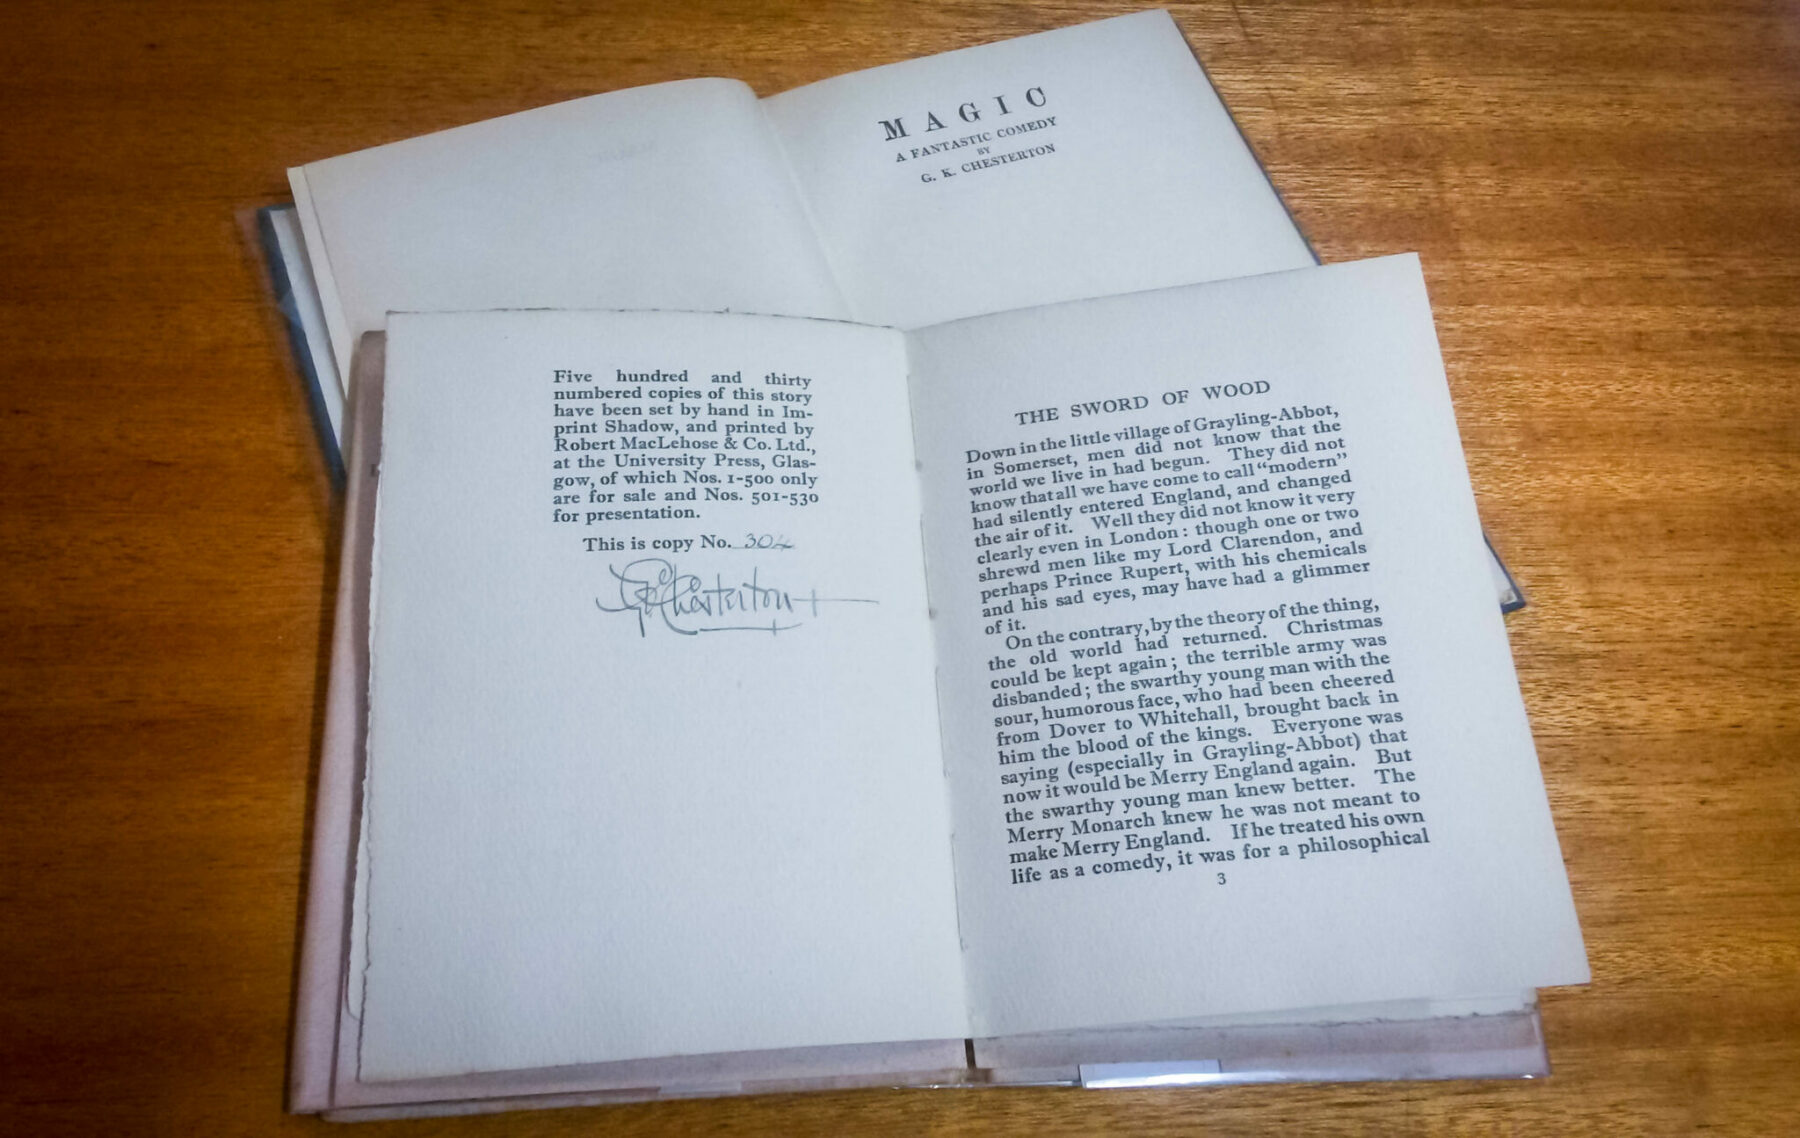 MAGIC
A FANTASTIC COMEDY
BY
G. K. CHESTERTON
Five hundred and thirty
numbered copies of this story
have been set by hand in Im-
print Shadow, and printed by
Robert MacLehose & Co. Ltd.,
at the University Press, Glas-
gow, of which Nos. 1-500 only
are for sale and Nos. 501-530
for presentation.
This is copy No. 304
GKChesterton
THE SWORD OF WOOD
Down in the little village of Grayling-Abbot,
in Somerset, men did not know that the
world we live in had begun. They did not
know that all we have come to call "modern"
had silently entered England, and changed
the air of it. Well they did not know it very
clearly even in London: though one or two
shrewd men like my Lord Clarendon, and
perhaps Prince Rupert, with his chemicals
and his sad eyes, may have had a glimmer
of it.
On the contrary, by the theory of the thing,
the old world had returned. Christmas
could be kept again; the terrible army was
disbanded; the swarthy young man with the
sour, humorous face, who had been cheered
from Dover to Whitehall, brought back in
him the blood of the kings. Everyone was
saying (especially in Grayling-Abbot) that
now it would be Merry England again. But
the swarthy young man knew better. The
Merry Monarch knew he was not meant to
make Merry England. If he treated his own
life as a comedy, it was for a philosophical
3